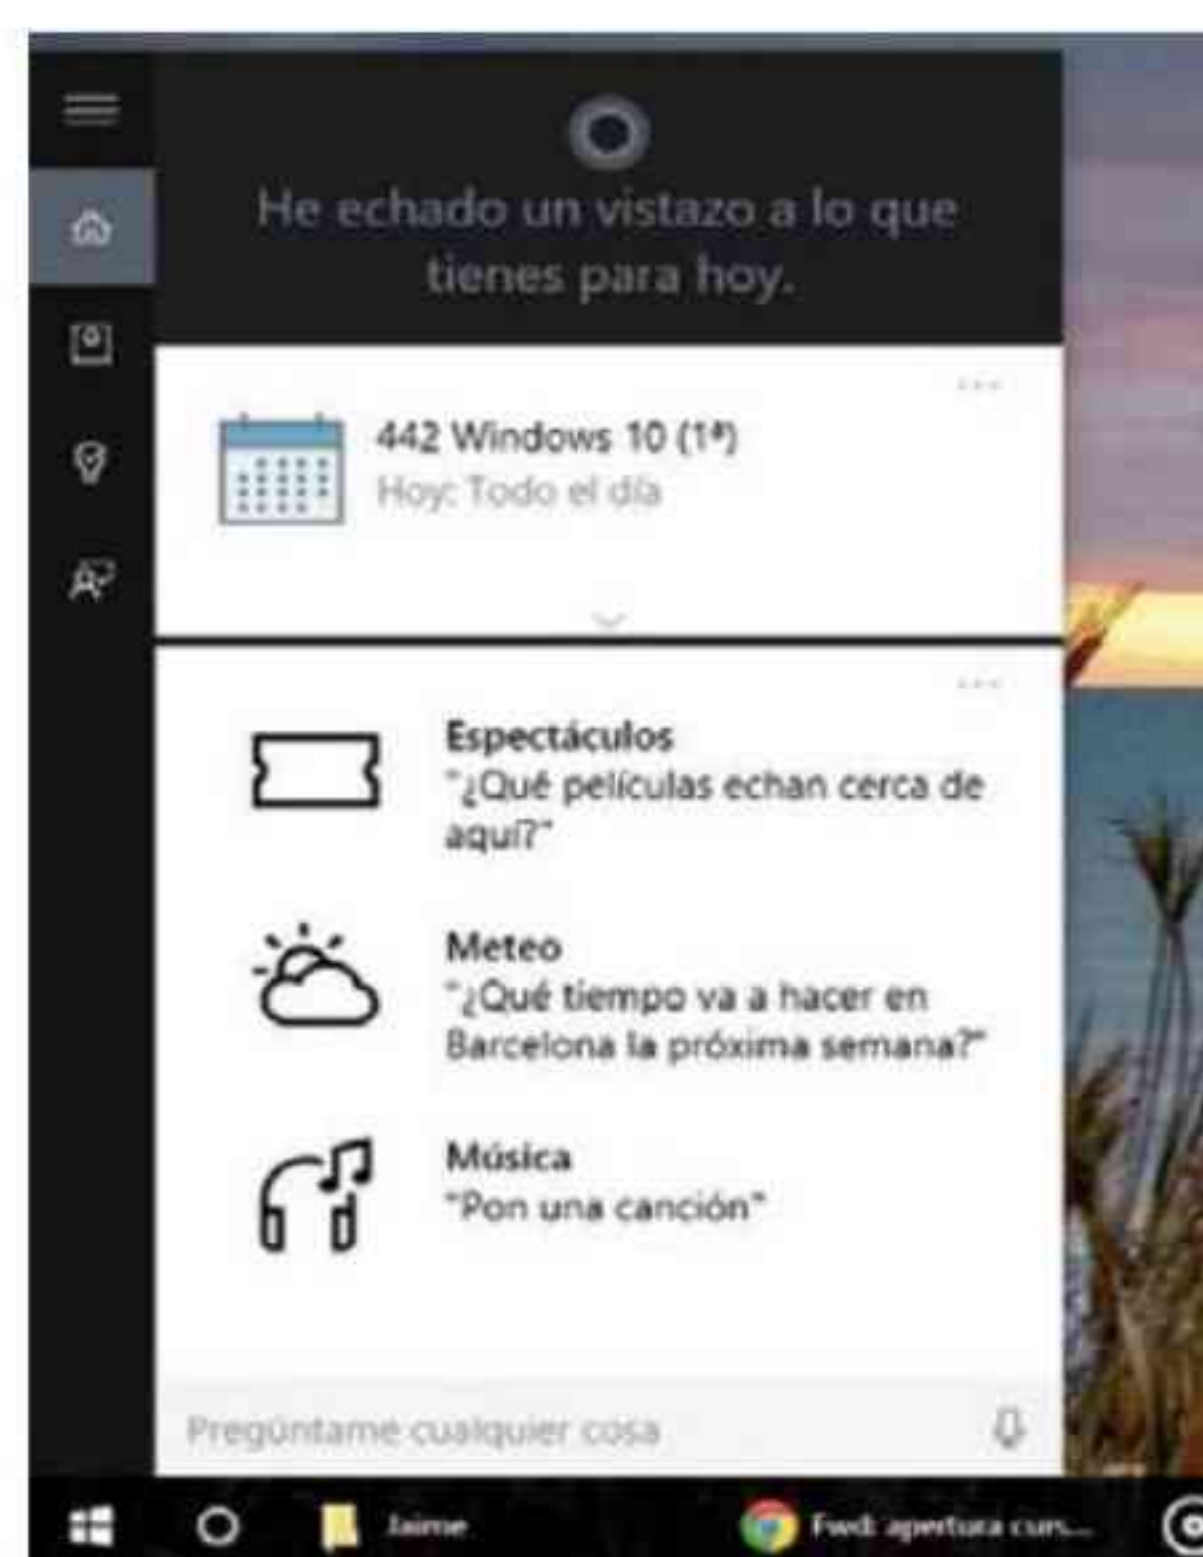 He echado un vistazo a lo que
tienes para hoy.
442 Windows 10 (1ª)
Hoy: Todo el día
Espectáculos
"¿Qué películas echan cerca de
aquí?"
Meteo
"¿Qué tiempo va a hacer en
Barcelona la próxima semana?"
Música
"Pon una canción"
Pregúntame cualquier cosa
Jaime
Fwd: apertura curs...